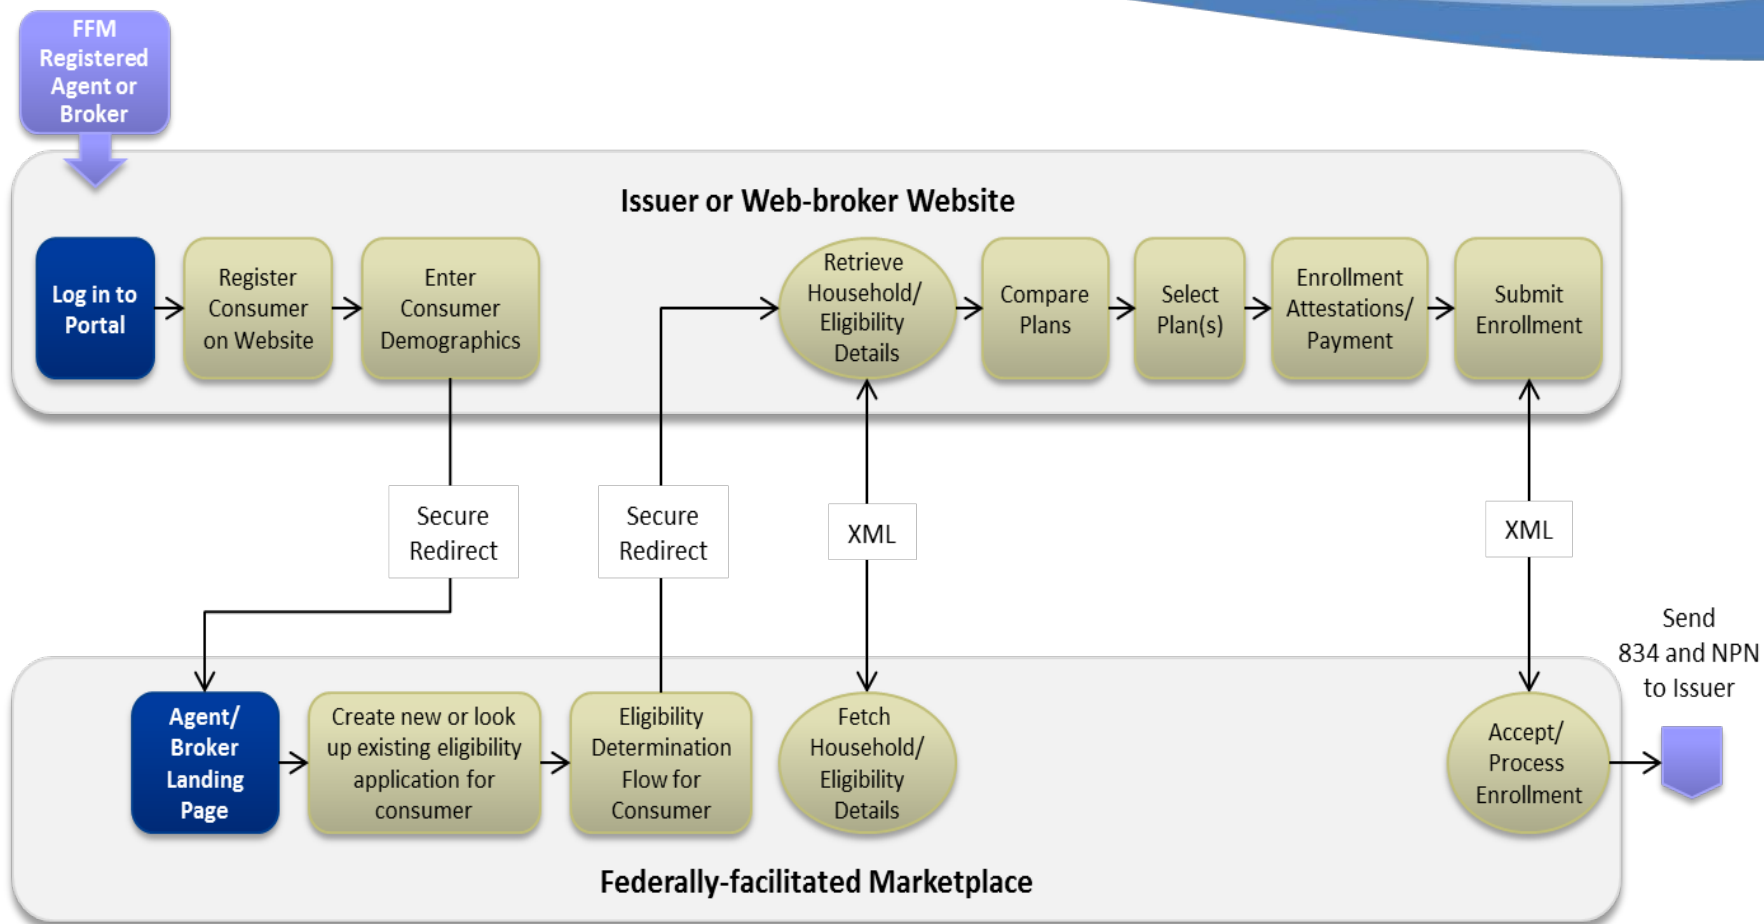 FFM
Registered
Agent or
Broker
Issuer or Web-broker Website
Log in to
Portal
Register
Consumer
on Website
Enter
Consumer
Demographics
Retrieve
Household/
Eligibility
Details
Compare
Plans
Select
Plan(s)
Enrollment
Attestations/
Payment
Submit
Enrollment
Secure
Redirect
Secure
Redirect
XML
XML
Send
834 and NPN
to Issuer
Agent/
Broker
Landing
Page
Create new or look
up existing eligibility
application for
consumer
Eligibility
Determination
Flow for
Consumer
Fetch
Household/
Eligibility
Details
Accept/
Process
Enrollment
Federally-facilitated Marketplace